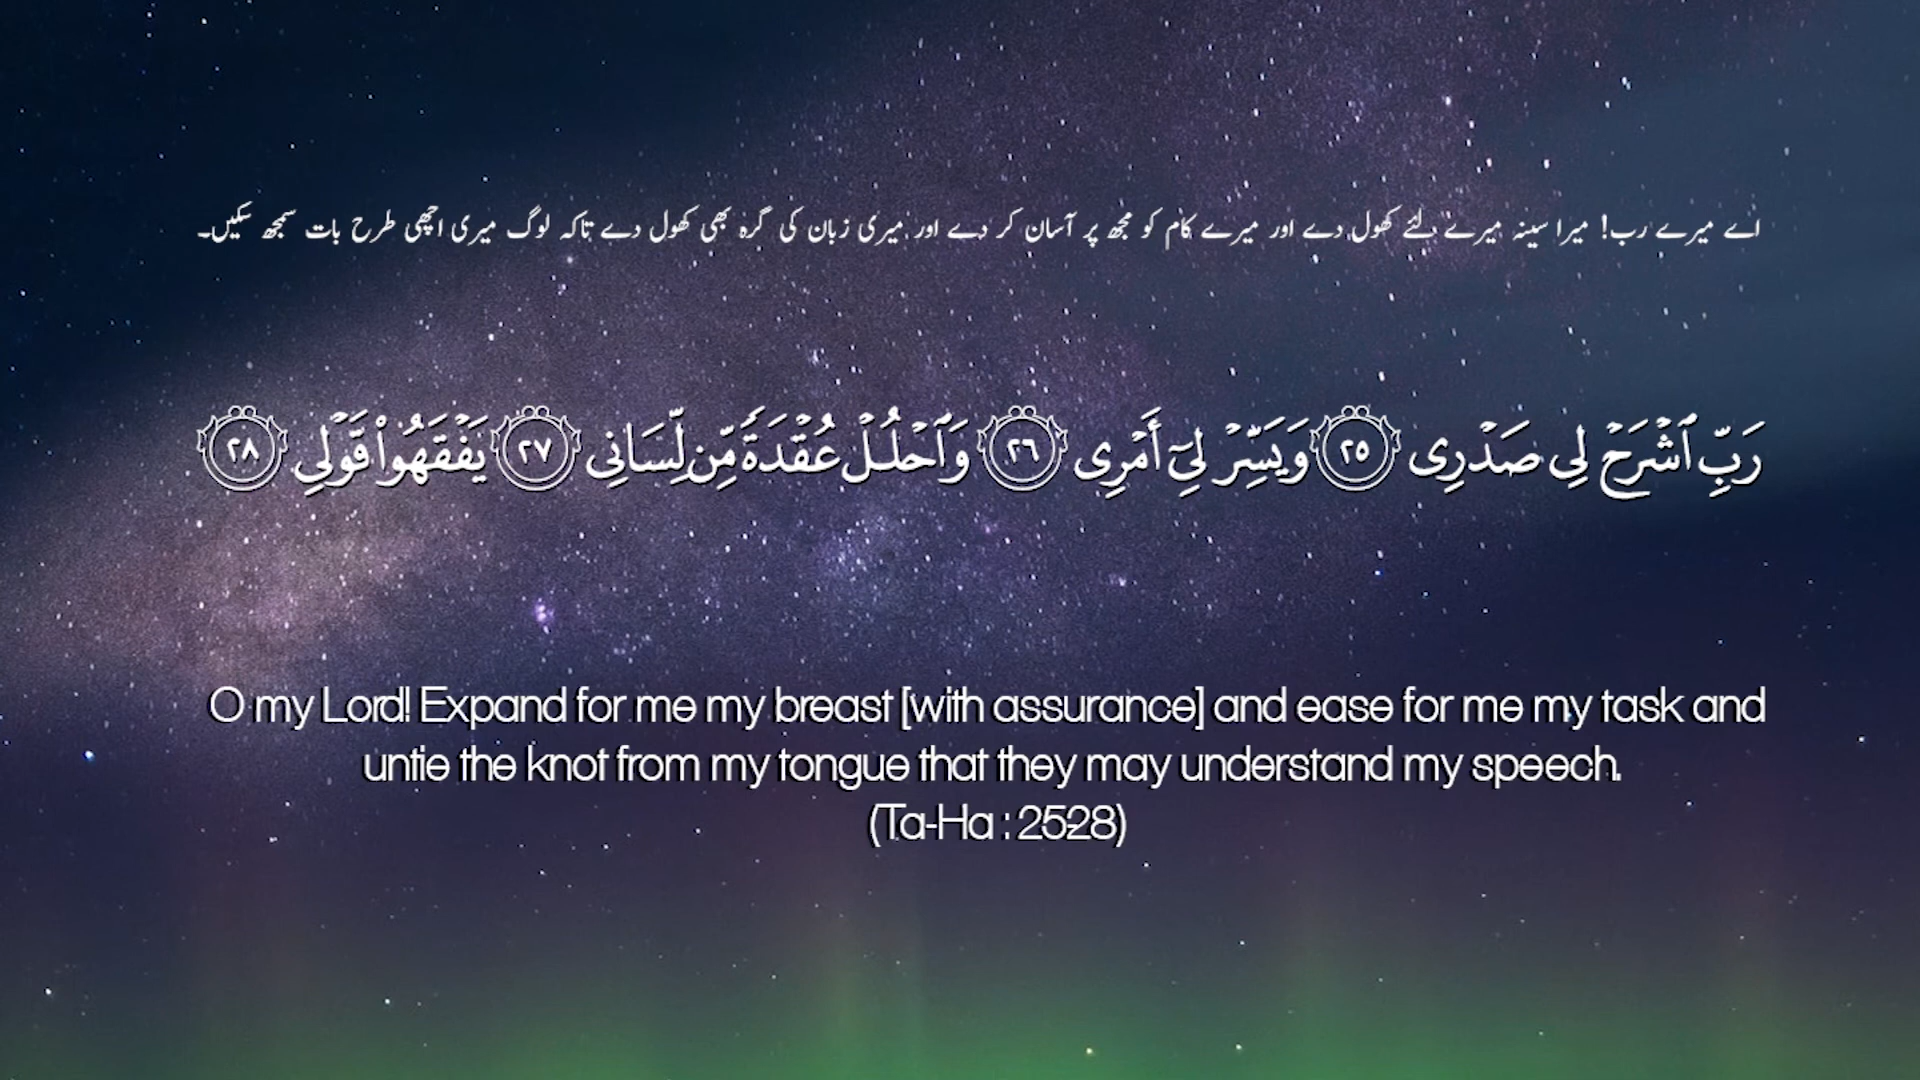 اے میرے رب! میرا سینہ میرے لئے کھول دے اور میرے کام کو مجھ پر آسان کر دے اور میری زبان کی گرہ بھی کھول دے تاکہ لوگ میری اچھی طرح بات سمجھ سکیں۔
رَبِّ ٱشْرَحْ لِى صَدْرِى ٢٥ وَيَسِّرْ لِىٓ أَمْرِى ٢٦ وَٱحْلُلْ عُقْدَةً مِّن لِّسَانِى ٢٧ يَفْقَهُوا۟ قَوْلِى ٢٨
O my Lord! Expand for me my breast [with assurance] and ease for me my task and
untie the knot from my tongue that they may understand my speech.
(Ta-Ha : 25-28)